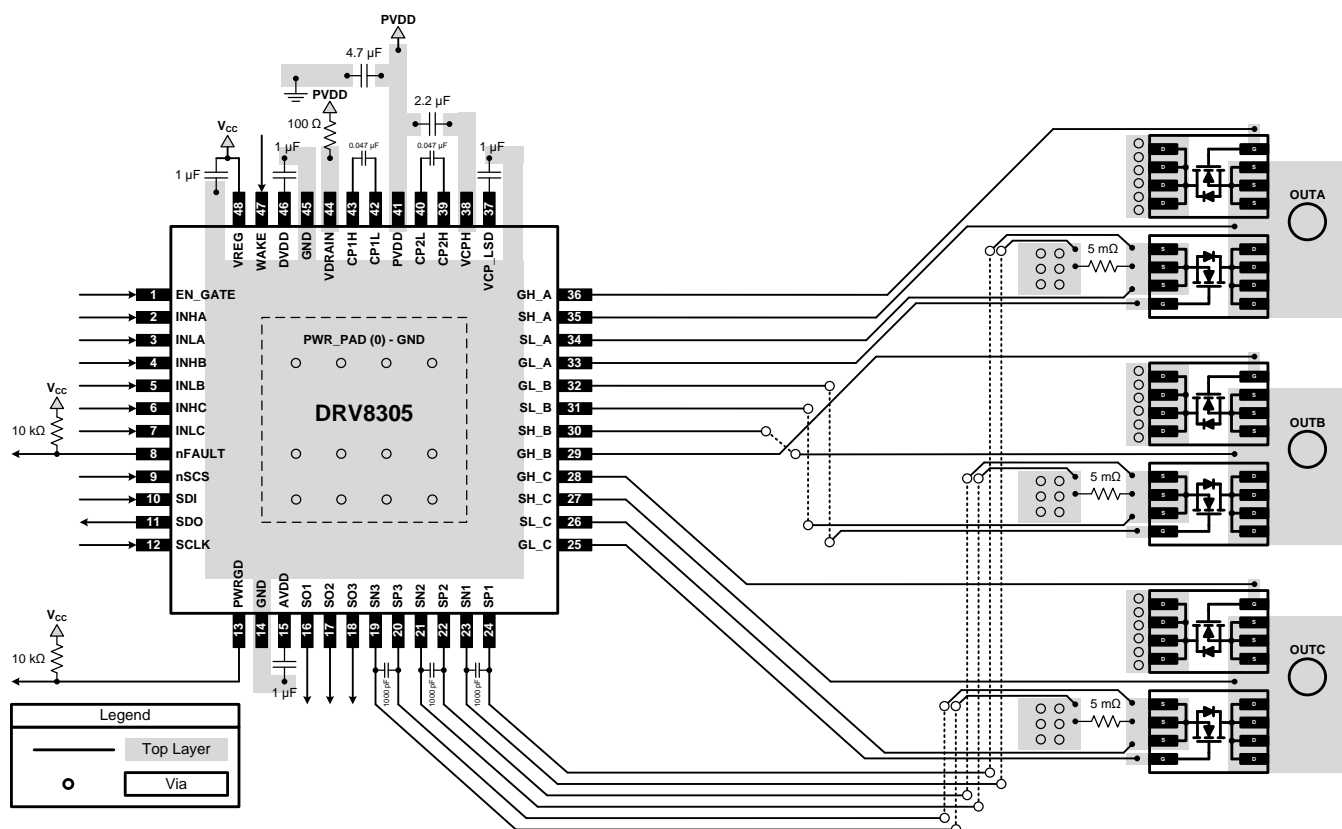 PVDD
4.7 µF
PVDD
2.2 µF
100 Ω
VCC
1 µF
0.047 µF
0.047 µF
1 µF
1 µF
48
47
46
45
44
43
42
41
40
39
38
37
VREG
WAKE
DVDD
GND
VDRAIN
CP1H
CP1L
PVDD
CP2L
CP2H
VCPH
VCP_LSD
1 EN_GATE
2 INHA
3 INLA
4 INHB
5 INLB
6 INHC
7 INLC
8 nFAULT
9 nSCS
10 SDI
11 SDO
12 SCLK
VCC
10 kΩ
PWR_PAD (0) - GND
DRV8305
GH_A 36
SH_A 35
SL_A 34
GL_A 33
GL_B 32
SL_B 31
SH_B 30
GH_B 29
GH_C 28
SH_C 27
SL_C 26
GL_C 25
PWRGD
GND
AVDD
SO1
SO2
SO3
SN3
SP3
SN2
SP2
SN1
SP1
13
14
15
16
17
18
19
20
21
22
23
24
VCC
10 kΩ
1 µF
1000 pF
1000 pF
1000 pF
D
D
D
D
G
S
S
S
OUTA
5 mΩ
S
S
S
G
D
D
D
D
D
D
D
D
G
S
S
S
OUTB
5 mΩ
S
S
S
G
D
D
D
D
D
D
D
D
G
S
S
S
OUTC
5 mΩ
S
S
S
G
D
D
D
D
Legend
Top Layer
Via